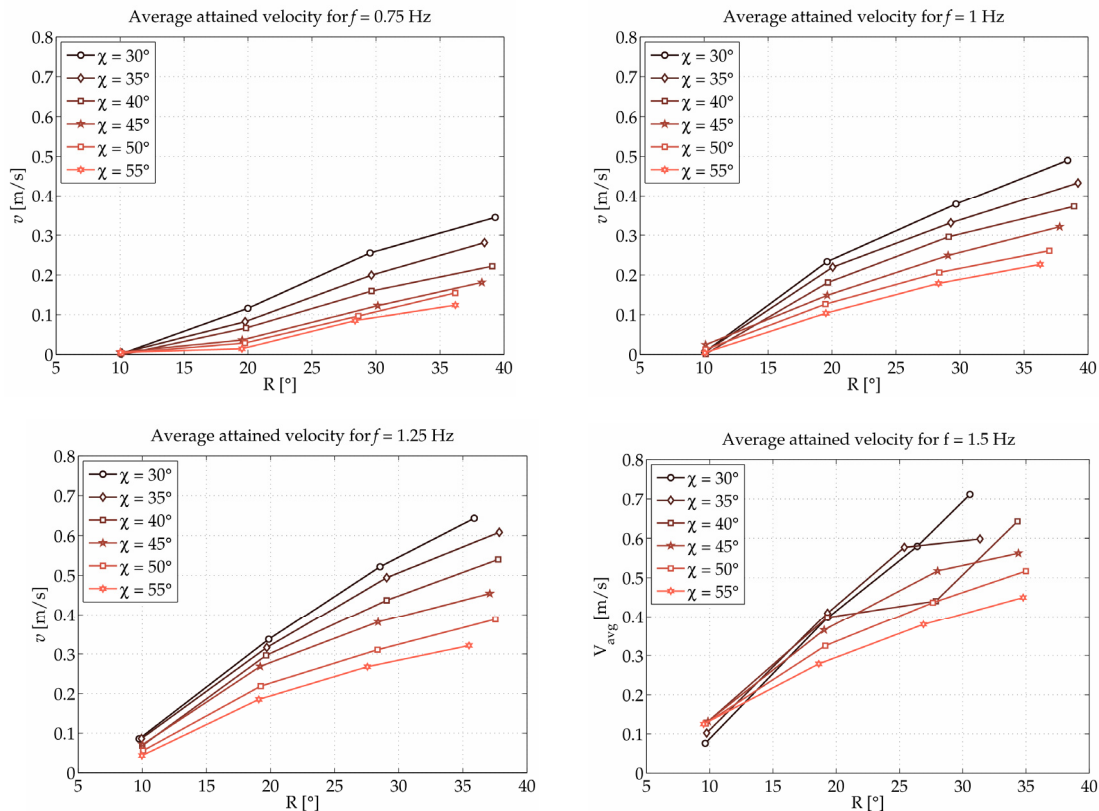 Average attained velocity for f = 0.75 Hz
0.8
0.7
0.6
0.5
0.4
0.3
0.2
0.1
0
v [m/s]
χ = 30°
χ = 35°
χ = 40°
χ = 45°
χ = 50°
χ = 55°
5 10 15 20 25 30 35 40
R [°]
Average attained velocity for f = 1 Hz
0.8
0.7
0.6
0.5
0.4
0.3
0.2
0.1
0
v [m/s]
χ = 30°
χ = 35°
χ = 40°
χ = 45°
χ = 50°
χ = 55°
5 10 15 20 25 30 35 40
R [°]
Average attained velocity for f = 1.25 Hz
0.8
0.7
0.6
0.5
0.4
0.3
0.2
0.1
0
v [m/s]
χ = 30°
χ = 35°
χ = 40°
χ = 45°
χ = 50°
χ = 55°
5 10 15 20 25 30 35 40
R [°]
Average attained velocity for f = 1.5 Hz
0.8
0.7
0.6
0.5
0.4
0.3
0.2
0.1
0
Vavg [m/s]
χ = 30°
χ = 35°
χ = 40°
χ = 45°
χ = 50°
χ = 55°
5 10 15 20 25 30 35 40
R [°]